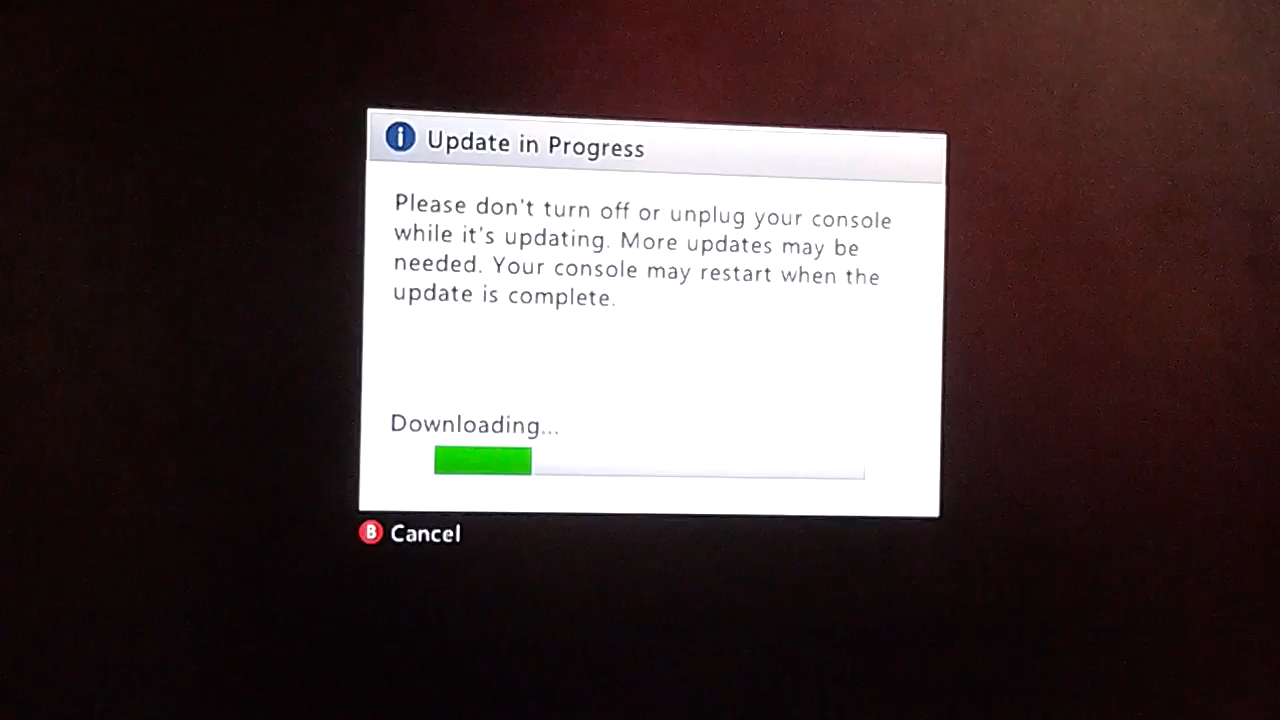 Update in Progress
Please don't turn off or unplug your console
while it's updating. More updates may be
needed. Your console may restart when the
update is complete.
Downloading...
B Cancel